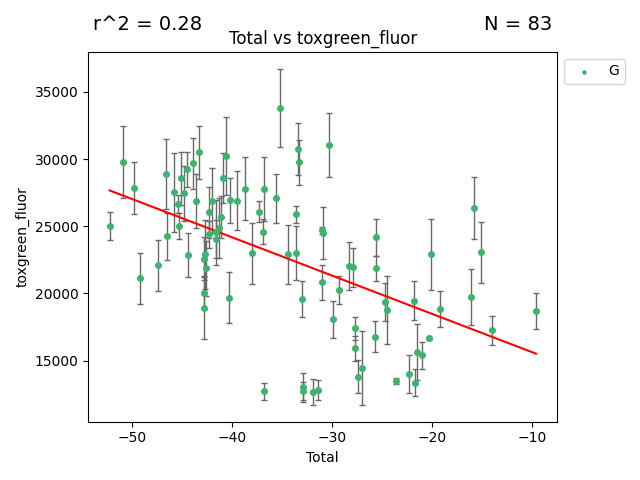 r^2 = 0.28
N = 83
Total vs toxgreen_fluor
G
35000
30000
25000
20000
15000
toxgreen_fluor
−50 −40 −30 −20 −10
Total